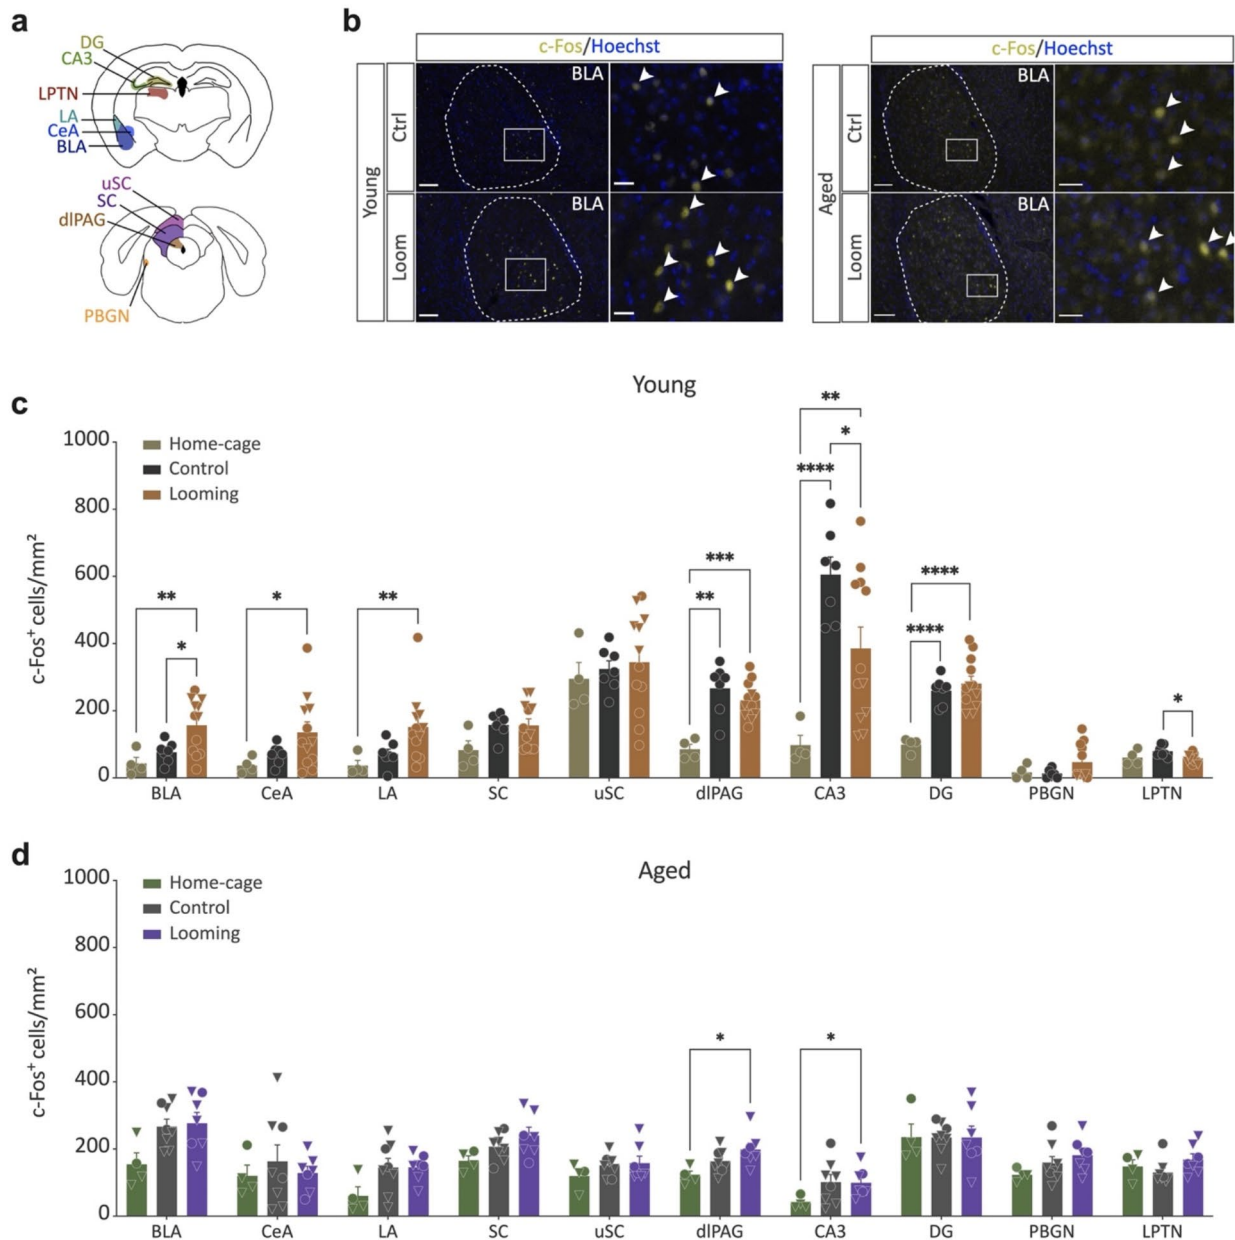 a
DG
CA3
LPTN
LA
CeA
BLA
uSC
SC
dlPAG
PBGN
b
c-Fos/Hoechst
Young
Ctrl
BLA
Loom
BLA
c-Fos/Hoechst
Aged
Ctrl
BLA
Loom
BLA
c
Young
c-Fos⁺ cells/mm²
1000
800
600
400
200
0
Home-cage
Control
Looming
** * * ** *** ** ** * **** **** **** *
BLA CeA LA SC uSC dlPAG CA3 DG PBGN LPTN
d
Aged
c-Fos⁺ cells/mm²
1000
800
600
400
200
0
Home-cage
Control
Looming
* *
BLA CeA LA SC uSC dlPAG CA3 DG PBGN LPTN